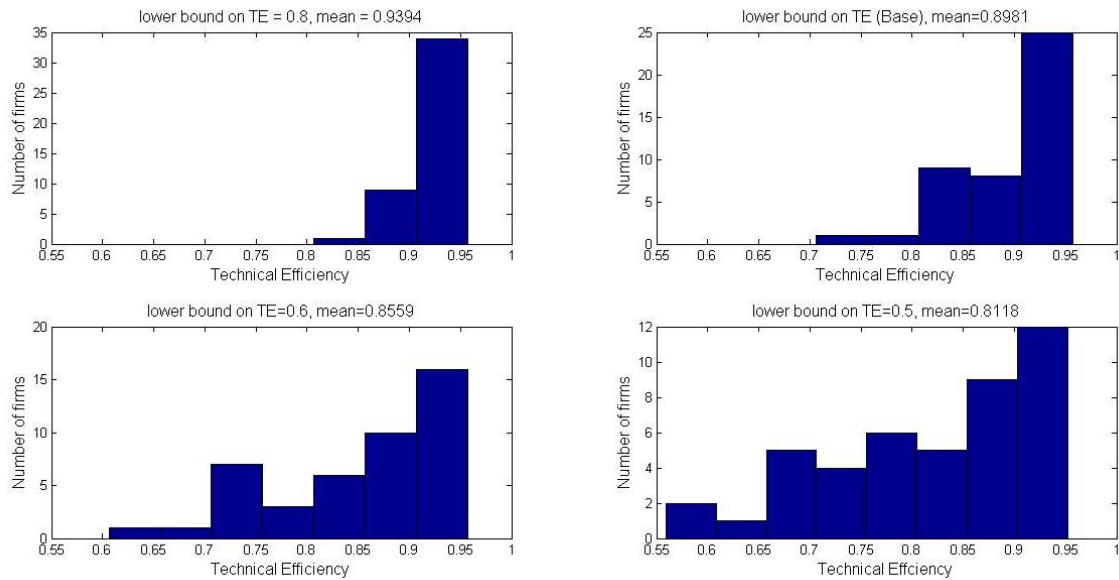 lower bound on TE = 0.8, mean = 0.9394
35
30
25
20
15
10
5
0
Number of firms
0.55 0.6 0.65 0.7 0.75 0.8 0.85 0.9 0.95 1
Technical Efficiency
lower bound on TE (Base), mean=0.8981
25
20
15
10
5
0
Number of firms
0.55 0.6 0.65 0.7 0.75 0.8 0.85 0.9 0.95 1
Technical Efficiency
lower bound on TE=0.6, mean=0.8559
20
15
10
5
0
Number of firms
0.55 0.6 0.65 0.7 0.75 0.8 0.85 0.9 0.95 1
Technical Efficiency
lower bound on TE=0.5, mean=0.8118
12
10
8
6
4
2
0
Number of firms
0.55 0.6 0.65 0.7 0.75 0.8 0.85 0.9 0.95 1
Technical Effciency